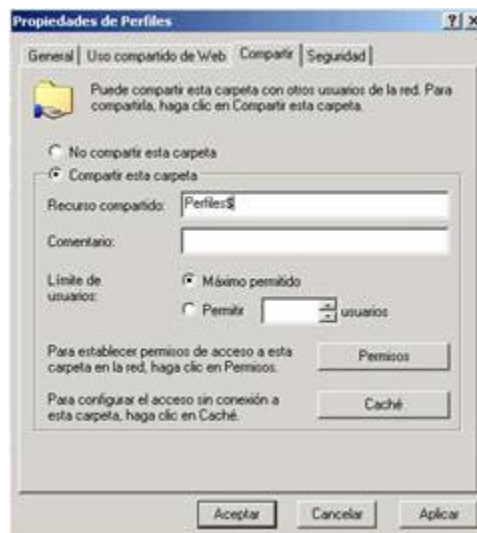 Propiedades de Perfiles
General Uso compartido de Web Compartir Seguridad
Puede compartir esta carpeta con otros usuarios de la red. Para
compartirla, haga clic en Compartir esta carpeta.
No compartir esta carpeta
Compartir esta carpeta
Recurso compartido: Perfiles$
Comentario:
Límite de
usuarios:
Máximo permitido
Permitir usuarios
Para establecer permisos de acceso a esta
carpeta en la red, haga clic en Permisos.
Permisos
Para configurar el acceso sin conexión a
esta carpeta, haga clic en Caché.
Caché
Aceptar Cancelar Aplicar